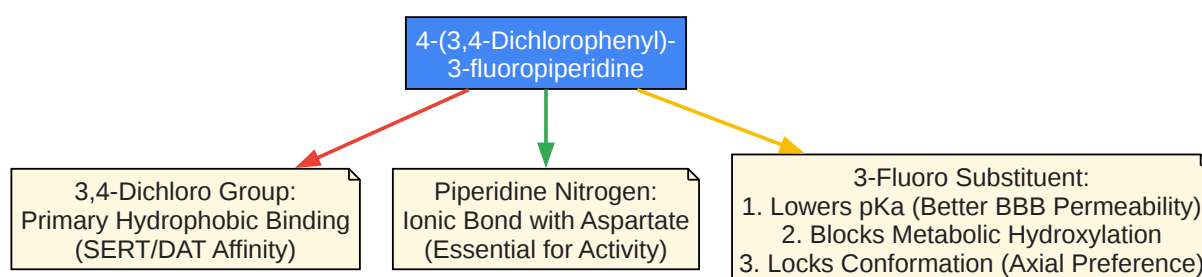 4-(3,4-Dichlorophenyl)-
3-fluoropiperidine
3,4-Dichloro Group:
Primary Hydrophobic Binding
(SERT/DAT Affinity)
Piperidine Nitrogen:
Ionic Bond with Aspartate
(Essential for Activity)
3-Fluoro Substituent:
1. Lowers pKa (Better BBB Permeability)
2. Blocks Metabolic Hydroxylation
3. Locks Conformation (Axial Preference)